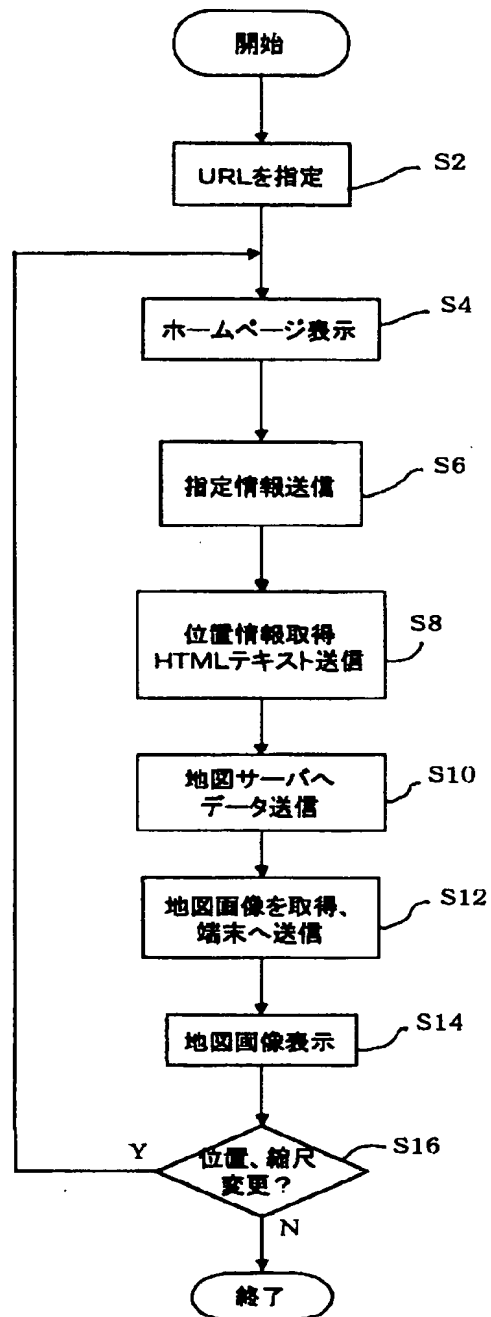 開始
URLを指定
S2
ホームページ表示
S4
指定情報送信
S6
位置情報取得
HTMLテキスト送信
S8
地図サーバへ
データ送信
S10
地図画像を取得、
端末へ送信
S12
地図画像表示
S14
位置、縮尺
変更？
S16
Y
N
終了